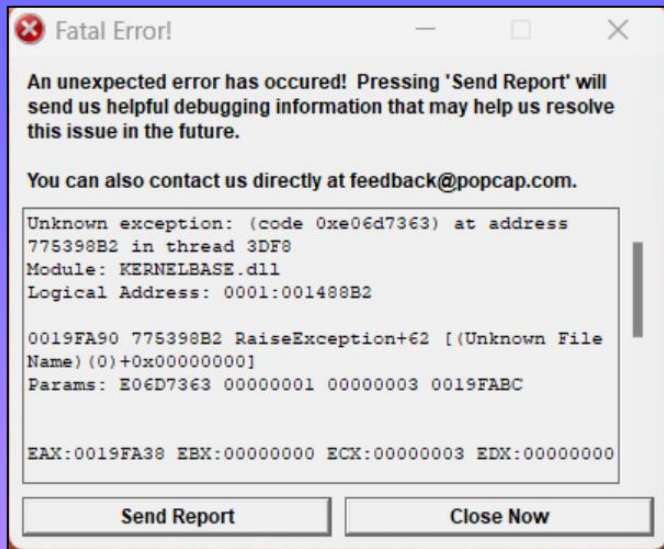 Fatal Error!
An unexpected error has occured! Pressing 'Send Report' will
send us helpful debugging information that may help us resolve
this issue in the future.
You can also contact us directly at feedback@popcap.com.
Unknown exception: (code 0xe06d7363) at address
775398B2 in thread 3DF8
Module: KERNELBASE.dll
Logical Address: 0001:001488B2
0019FA90 775398B2 RaiseException+62 [(Unknown File
Name)(0)+0x00000000]
Params: E06D7363 00000001 00000003 0019FABC
EAX:0019FA38 EBX:00000000 ECX:00000003 EDX:00000000
Send Report
Close Now